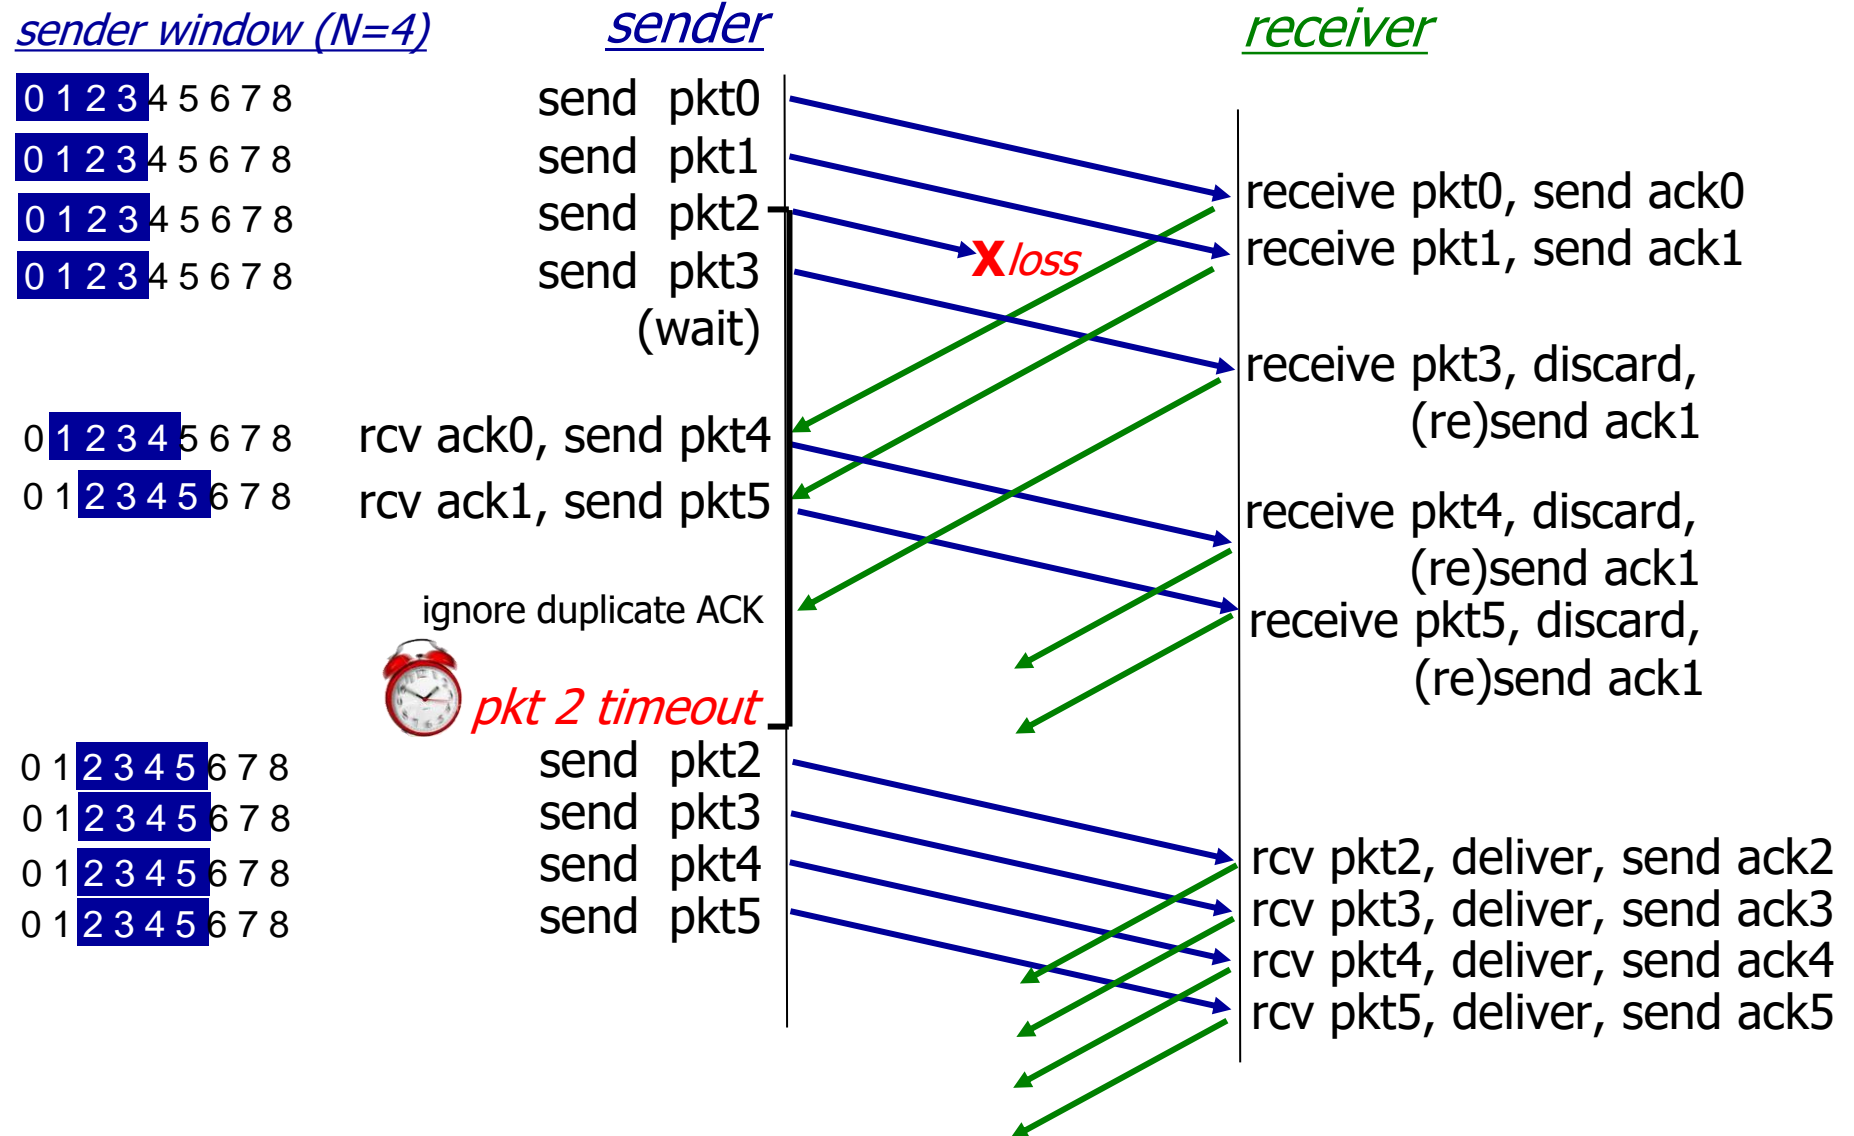 sender window (N=4) sender receiver
0 1 2 3 4 5 6 7 8 send pkt0
0 1 2 3 4 5 6 7 8 send pkt1
receive pkt0, send ack0
0 1 2 3 4 5 6 7 8 send pkt2
receive pkt1, send ack1
X loss
0 1 2 3 4 5 6 7 8 send pkt3
(wait)
receive pkt3, discard,
(re)send ack1
0 1 2 3 4 5 6 7 8 rcv ack0, send pkt4
0 1 2 3 4 5 6 7 8 rcv ack1, send pkt5
receive pkt4, discard,
(re)send ack1
ignore duplicate ACK
receive pkt5, discard,
(re)send ack1
pkt 2 timeout
0 1 2 3 4 5 6 7 8 send pkt2
0 1 2 3 4 5 6 7 8 send pkt3
0 1 2 3 4 5 6 7 8 send pkt4
0 1 2 3 4 5 6 7 8 send pkt5
rcv pkt2, deliver, send ack2
rcv pkt3, deliver, send ack3
rcv pkt4, deliver, send ack4
rcv pkt5, deliver, send ack5